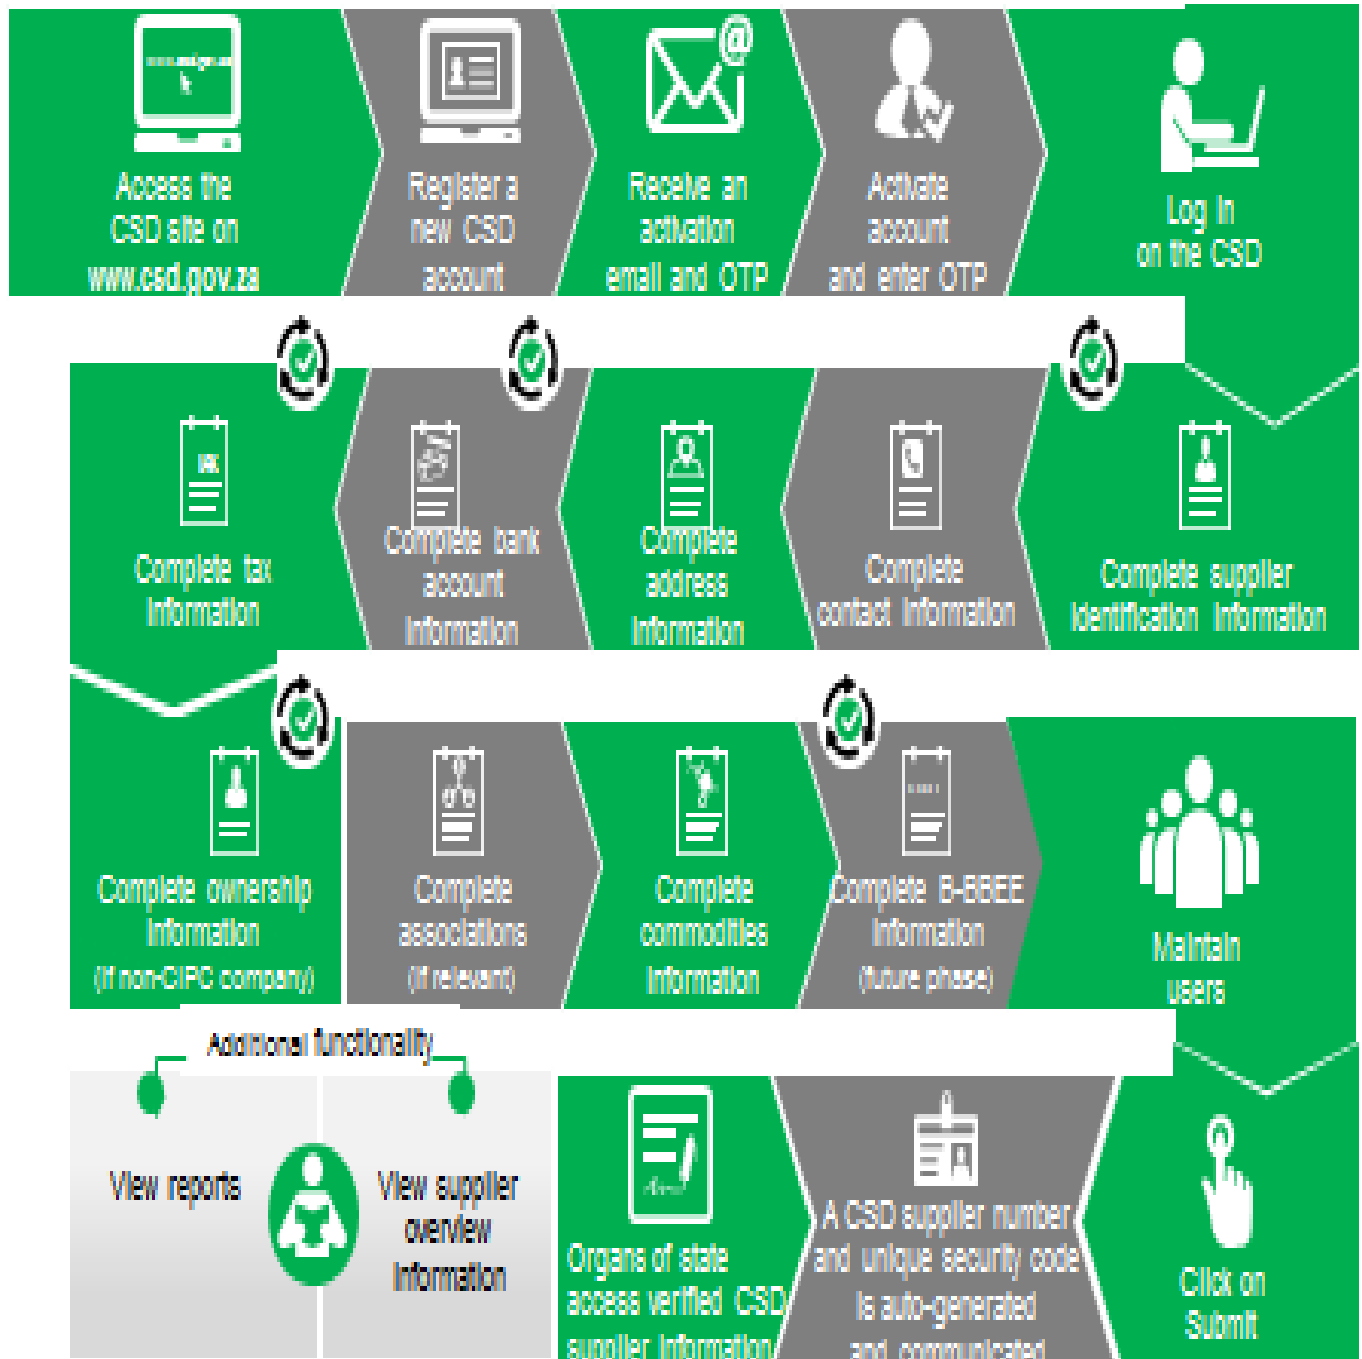 Access the
CSD site on
www.csd.gov.za
Register a
new CSD
account
Receive an
activation
email and OTP
@
Activate
account
and enter OTP
Log in
on the CSD
Complete supplier
identification information
Complete
contact information
Complete
address
information
Complete bank
account
information
Complete tax
information
Complete ownership
information
(if non-CIPC company)
Complete
associations
(if relevant)
Complete
commodities
information
Complete B-BBEE
information
(future phase)
Maintain
users
Click on
Submit
A CSD supplier number
and unique security code
is auto-generated
and communicated
Organs of state
access verified CSD
supplier information
Additional functionality
View reports
View supplier
overview
information